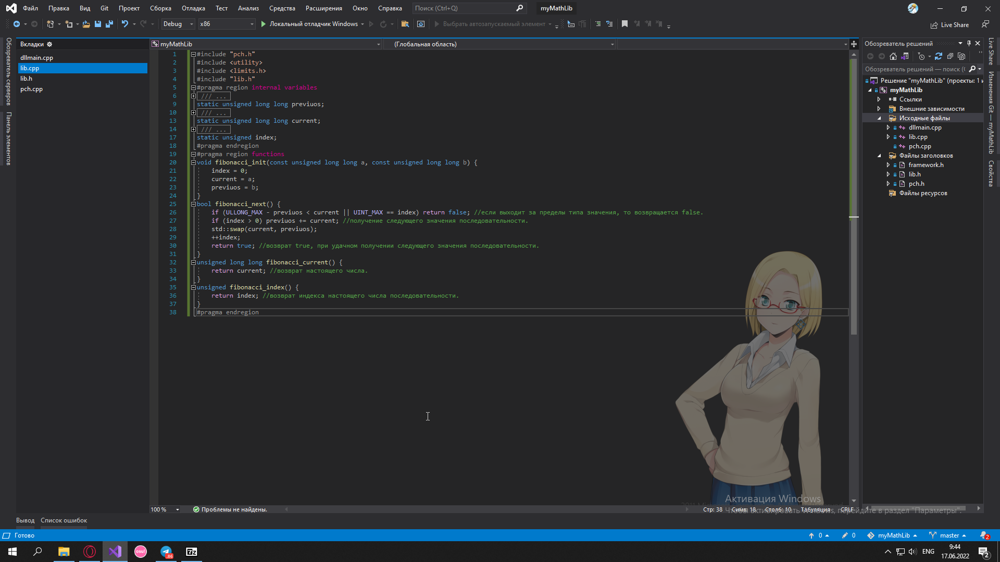 Файл Правка Вид Git Проект Сборка Отладка Тест Анализ Средства Расширения Окно Справка Поиск (Ctrl+Q) myMathLib
Debug x86 Локальный отладчик Windows Выбрать автозапускаемый элемент Live Share
Обозреватель серверов
Панель элементов
Вкладки
dllmain.cpp
lib.cpp
lib.h
pch.cpp
myMathLib (Глобальная область)
1 #include "pch.h"
2 #include <utility>
3 #include <limits.h>
4 #include "lib.h"
5 #pragma region internal variables
6 /// ...
9 static unsigned long long previuos;
10 /// ...
13 static unsigned long long current;
14 /// ...
17 static unsigned index;
18 #pragma endregion
19 #pragma region functions
20 void fibonacci_init(const unsigned long long a, const unsigned long long b) {
21 index = 0;
22 current = a;
23 previuos = b;
24 }
25 bool fibonacci_next() {
26 if (ULLONG_MAX - previuos < current || UINT_MAX == index) return false; //если выходит за пределы типа значения, то возвращается false.
27 if (index > 0) previuos += current; //получение следующего значения последовательности.
28 std::swap(current, previuos);
29 ++index;
30 return true; //возврат true, при удачном получении следующего значения последовательности.
31 }
32 unsigned long long fibonacci_current() {
33 return current; //возврат настоящего числа.
34 }
35 unsigned fibonacci_index() {
36 return index; //возврат индекса настоящего числа последовательности.
37 }
38 #pragma endregion
100 % Проблемы не найдены. Стр: 38 Симв: 18 Столб: 10 Табуляция CRLF
Обозреватель решений
Обозреватель решений — поиск (
Решение "myMathLib" (проекты: 1 и
myMathLib
Ссылки
Внешние зависимости
Исходные файлы
dllmain.cpp
lib.cpp
pch.cpp
Файлы заголовков
framework.h
lib.h
pch.h
Файлы ресурсов
Live Share
Изменения Git — myMathLib
Свойства
Активация Windows
Чтобы активировать Windows, перейдите в раздел "Параметры".
Вывод Список ошибок
Готово 0 0 myMathLib master 2
osu! 86 7z ENG 9:44
17.06.2022 2